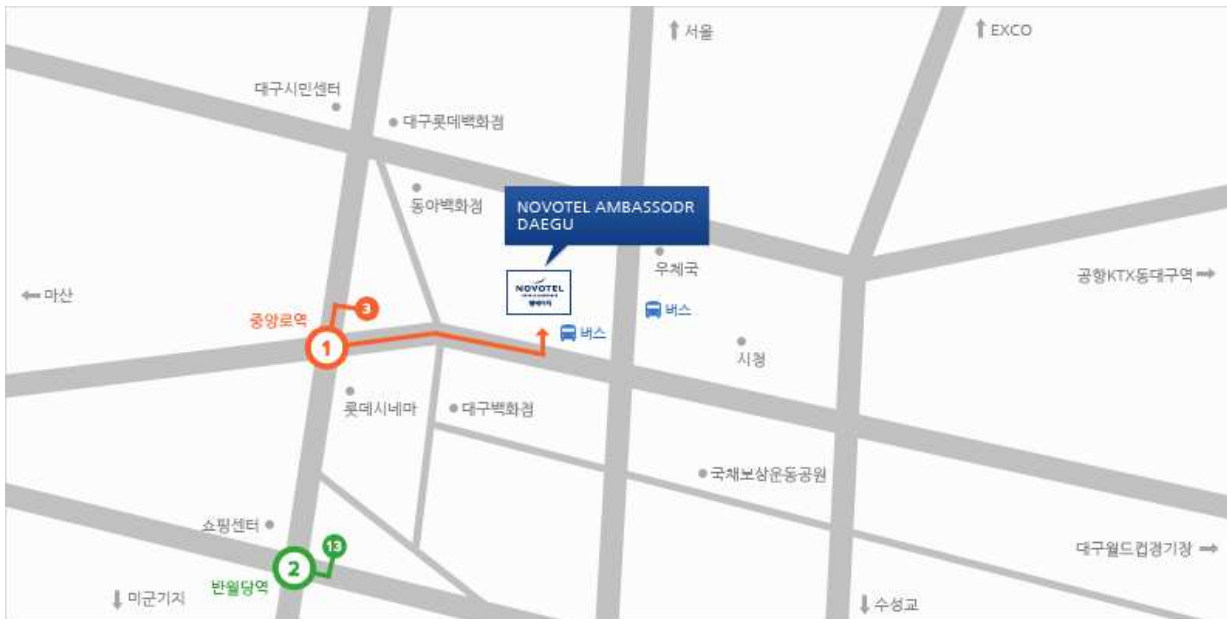 서울
EXCO
대구시민센터
대구롯데백화점
동아백화점
NOVOTEL AMBASSODR
DAEGU
우체국
공항KTX동대구역
마산
NOVOTEL
앰배서더
3
중앙로역
버스
버스
1
시청
롯데시네마
대구백화점
국채보상운동공원
쇼핑센터
13
2
반월당역
대구월드컵경기장
미군기지
수성교